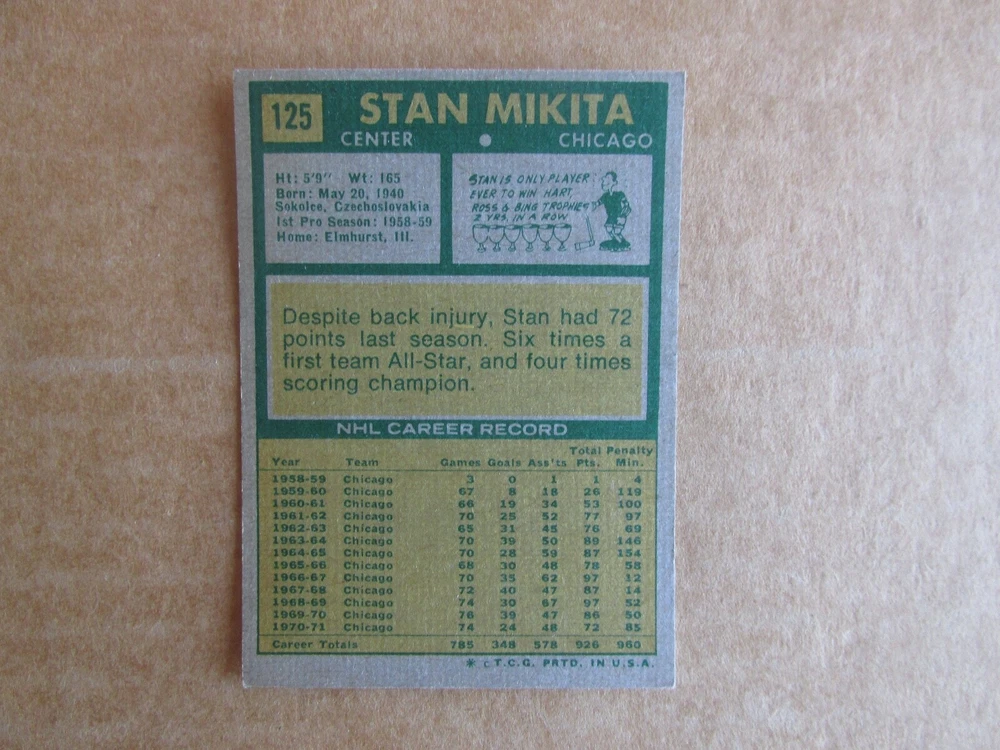 125 STAN MIKITA
CENTER • CHICAGO
Ht: 5'9" Wt: 165
Born: May 20, 1940
Sokolce, Czechoslovakia
1st Pro Season: 1958-59
Home: Elmhurst, Ill.
STAN IS ONLY PLAYER
EVER TO WIN HART,
ROSS & BING TROPHIES
2 YRS. IN A ROW
Despite back injury, Stan had 72
points last season. Six times a
first team All-Star, and four times
scoring champion.
NHL CAREER RECORD
Total Penalty
Year Team Games Goals Ass'ts Pts. Min.
1958-59 Chicago 3 0 1 1 4
1959-60 Chicago 67 8 18 26 119
1960-61 Chicago 66 19 34 53 100
1961-62 Chicago 70 25 52 77 97
1962-63 Chicago 65 31 45 76 69
1963-64 Chicago 70 39 50 89 146
1964-65 Chicago 70 28 59 87 154
1965-66 Chicago 68 30 48 78 58
1966-67 Chicago 70 35 62 97 12
1967-68 Chicago 72 40 47 87 14
1968-69 Chicago 74 30 67 97 52
1969-70 Chicago 76 39 47 86 50
1970-71 Chicago 74 24 48 72 85
Career Totals 785 348 578 926 960
* © T.C.G. PRTD. IN U.S.A.